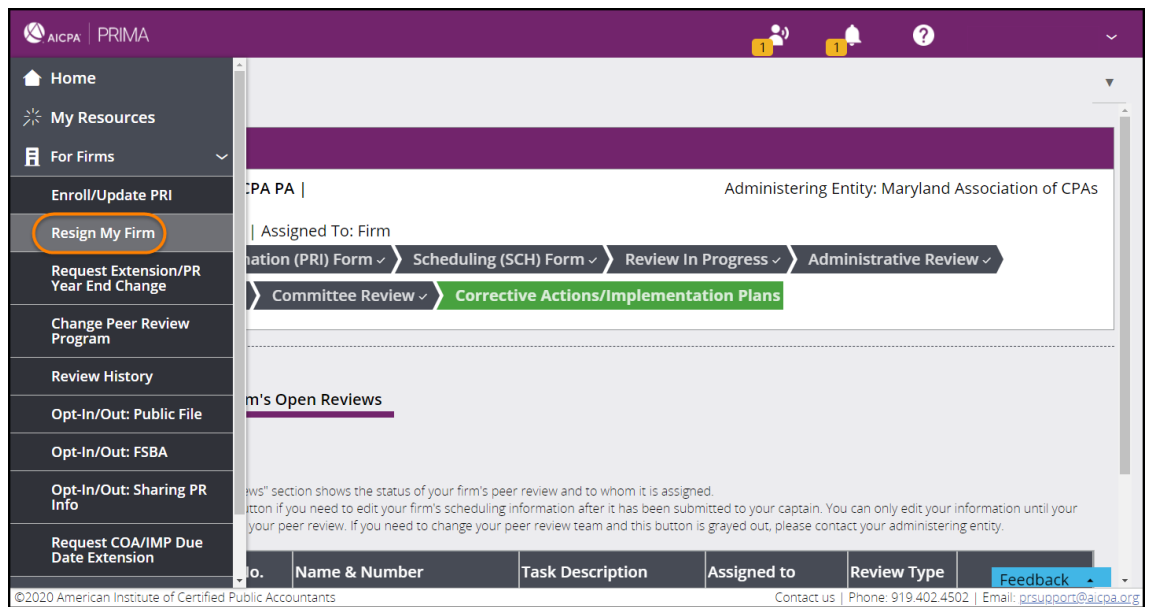 AICPA | PRIMA
1
1
?
Home
My Resources
For Firms
Enroll/Update PRI
Resign My Firm
Request Extension/PR
Year End Change
Change Peer Review
Program
Review History
Opt-In/Out: Public File
Opt-In/Out: FSBA
Opt-In/Out: Sharing PR
Info
Request COA/IMP Due
Date Extension
CPA PA |
Administering Entity: Maryland Association of CPAs
| Assigned To: Firm
(PRI) Form ✓
Scheduling (SCH) Form ✓
Review In Progress ✓
Administrative Review ✓
Committee Review ✓
Corrective Actions/Implementation Plans
m's Open Reviews
ews" section shows the status of your firm's peer review and to whom it is assigned.
tton if you need to edit your firm's scheduling information after it has been submitted to your captain. You can only edit your information until your
your peer review. If you need to change your peer review team and this button is grayed out, please contact your administering entity.
No.
Name & Number
Task Description
Assigned to
Review Type
Feedback
©2020 American Institute of Certified Public Accountants
Contact us | Phone: 919.402.4502 | Email: prsupport@aicpa.org